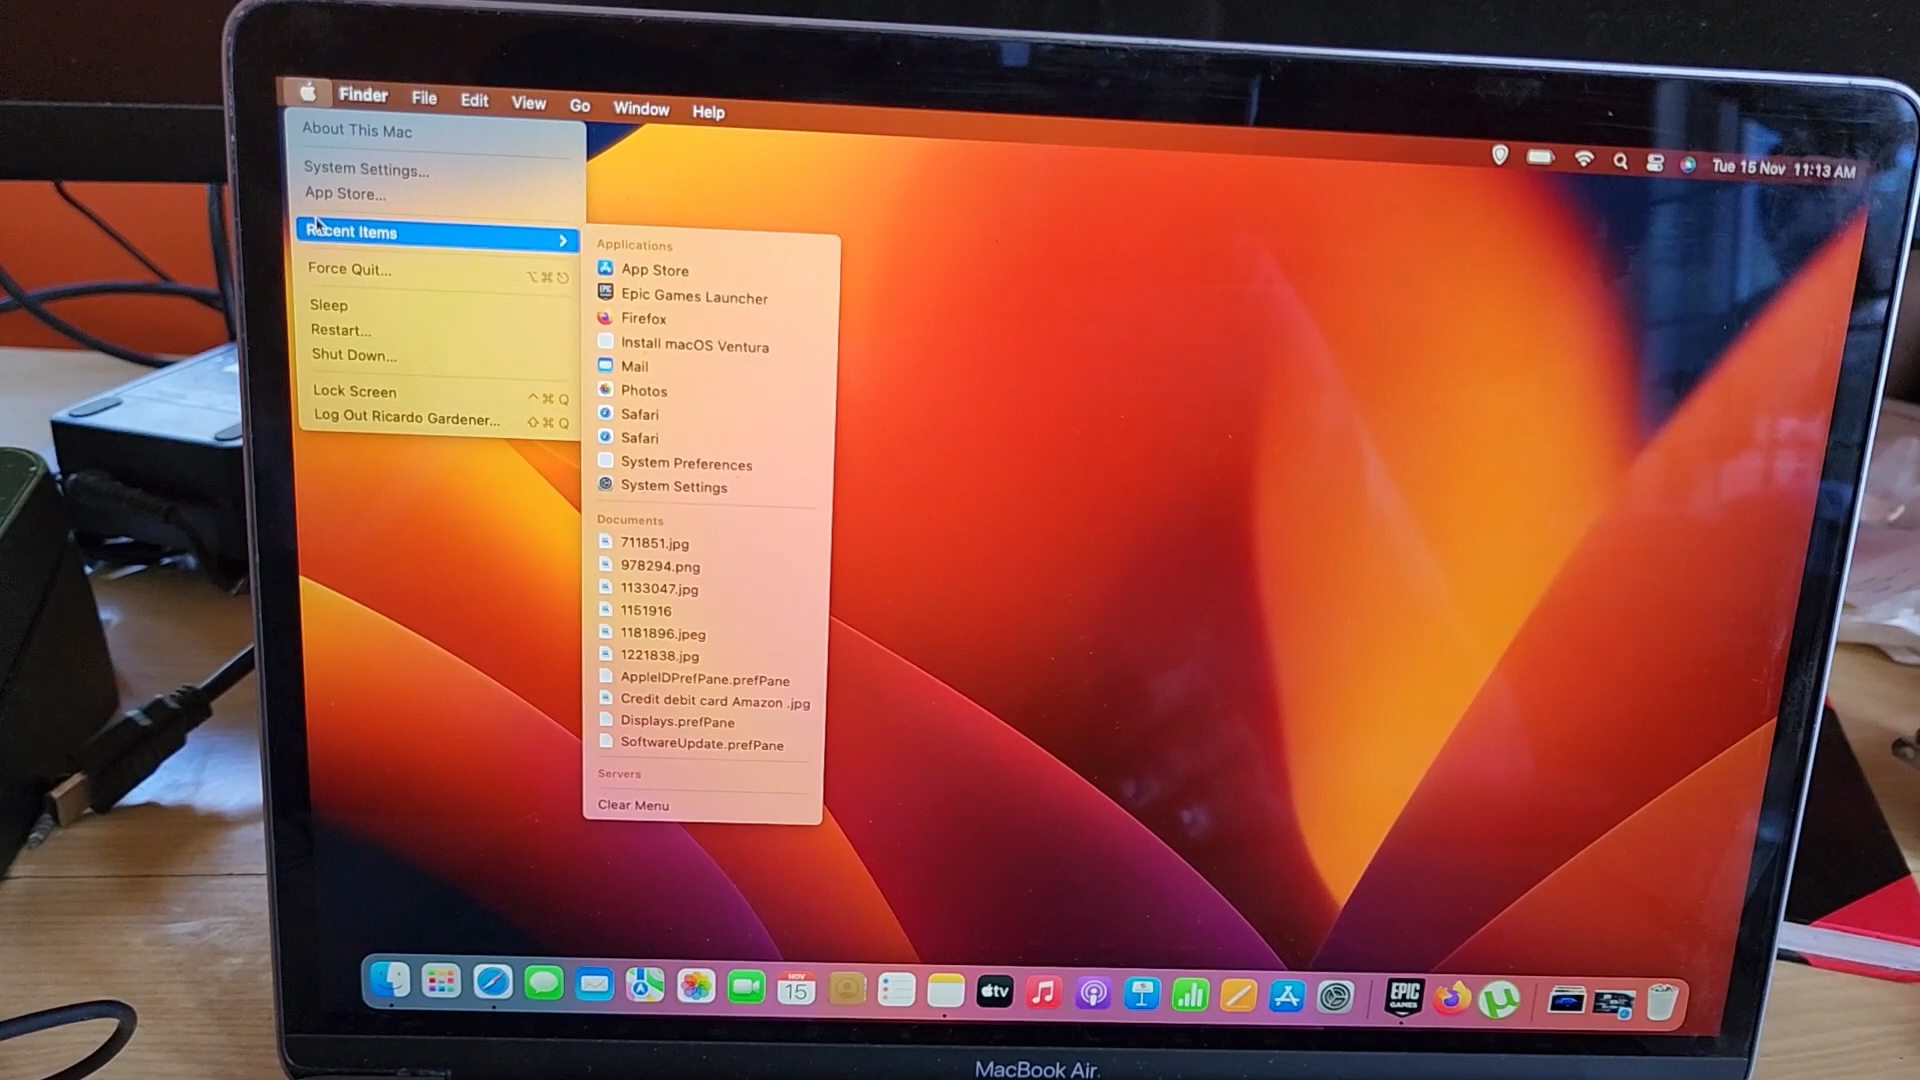 Finder File Edit View Go Window Help
Tue 15 Nov 11:13 AM
About This Mac
System Settings...
App Store...
Recent Items
Force Quit... ⌥⌘⎋
Sleep
Restart...
Shut Down...
Lock Screen ^⌘Q
Log Out Ricardo Gardener... ⇧⌘Q
Applications
App Store
Epic Games Launcher
Firefox
Install macOS Ventura
Mail
Photos
Safari
Safari
System Preferences
System Settings
Documents
711851.jpg
978294.png
1133047.jpg
1151916
1181896.jpeg
1221838.jpg
AppleIDPrefPane.prefPane
Credit debit card Amazon .jpg
Displays.prefPane
SoftwareUpdate.prefPane
Servers
Clear Menu
NOV
15
tv
EPIC
GAMES
MacBook Air